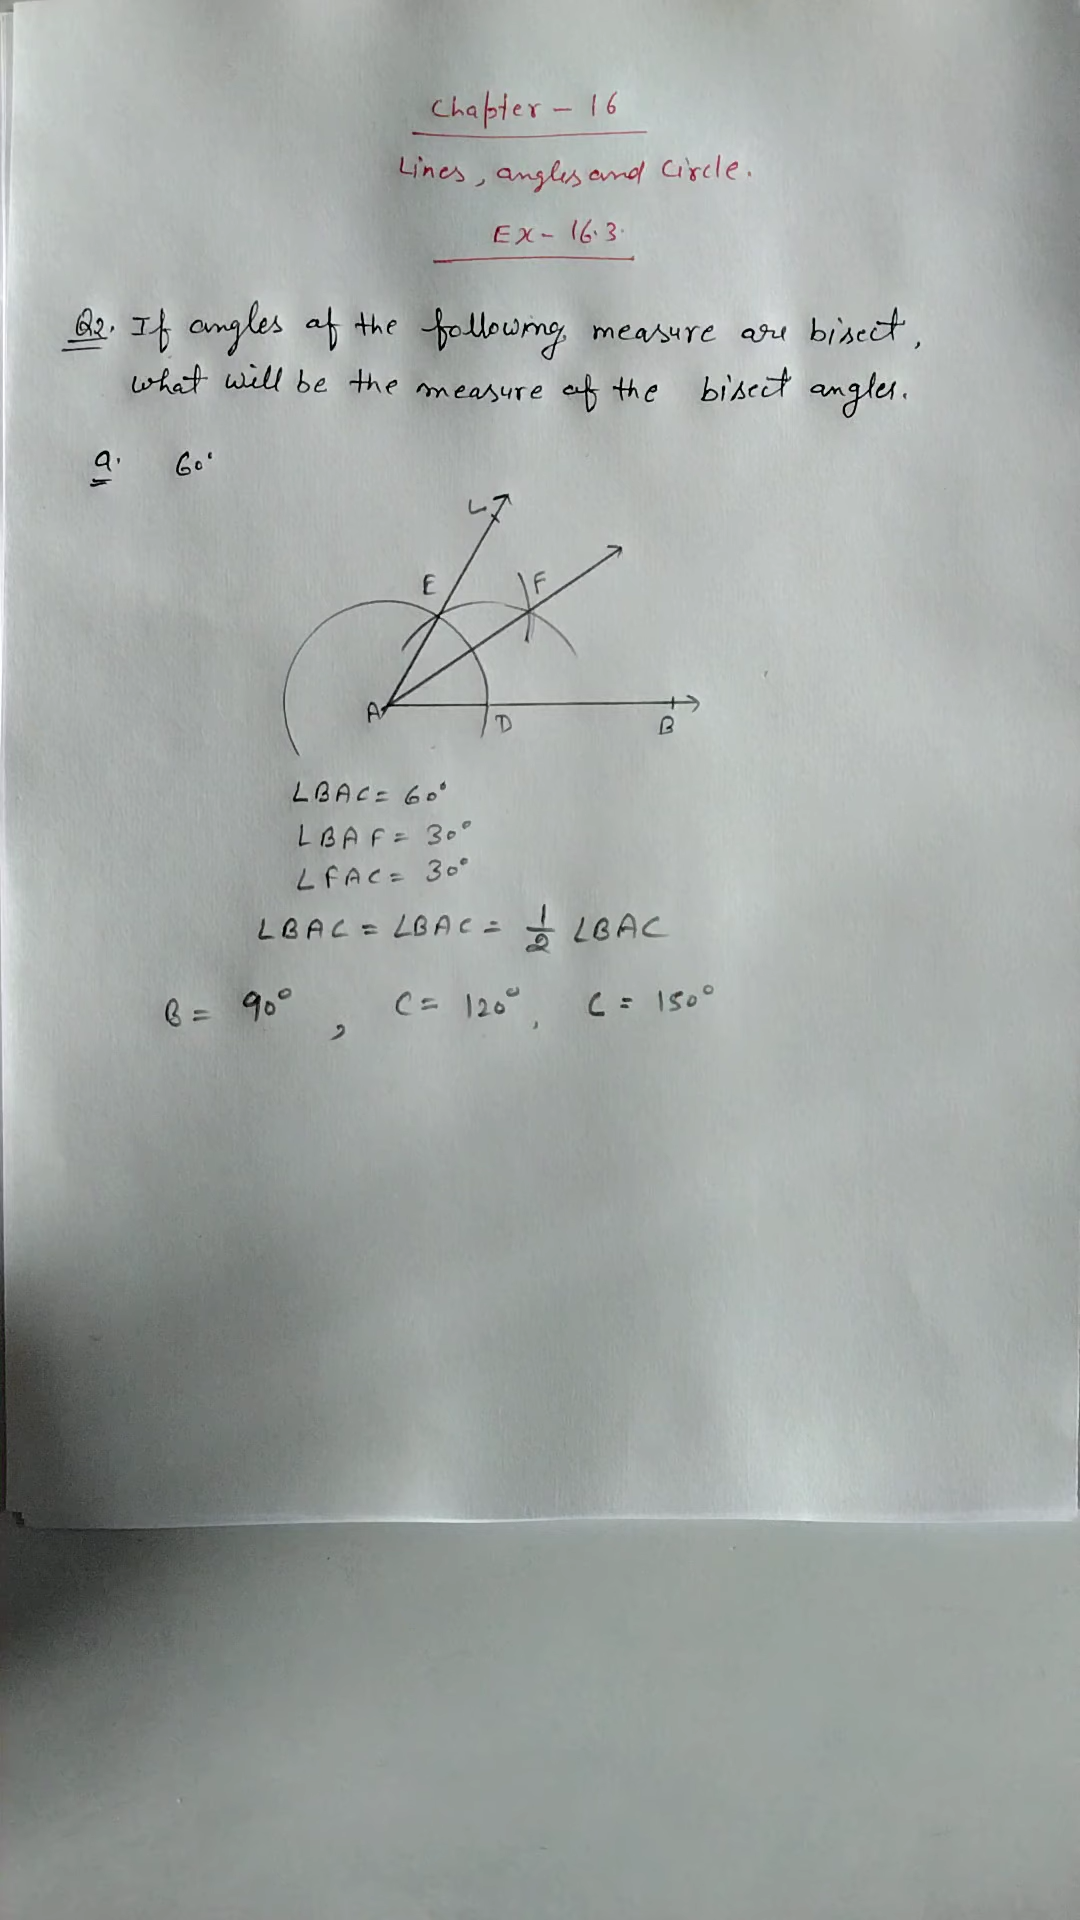 Chapter - 16
Lines, angles and Circle.
Ex - 16.3.
Q2. If angles of the following measure are bisect,
what will be the measure of the bisect angles.
a. 60°
C
E
F
A
D
B
∠BAC = 60°
∠BAF = 30°
∠FAC = 30°
∠BAC = ∠BAC = 1/2 ∠BAC
B = 90°, C = 120°, C = 150°